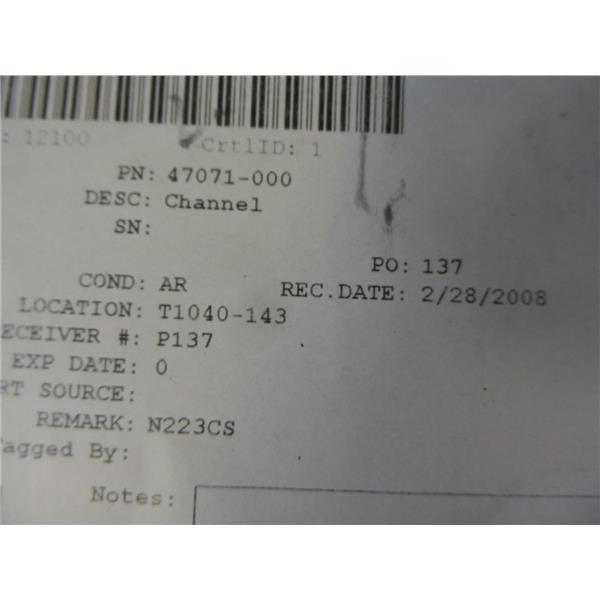 : 12100 CrtlID: 1
PN: 47071-000
DESC: Channel
SN:
PO: 137
COND: AR REC.DATE: 2/28/2008
LOCATION: T1040-143
ECEIVER #: P137
EXP DATE: 0
RT SOURCE:
REMARK: N223CS
agged By:
Notes: